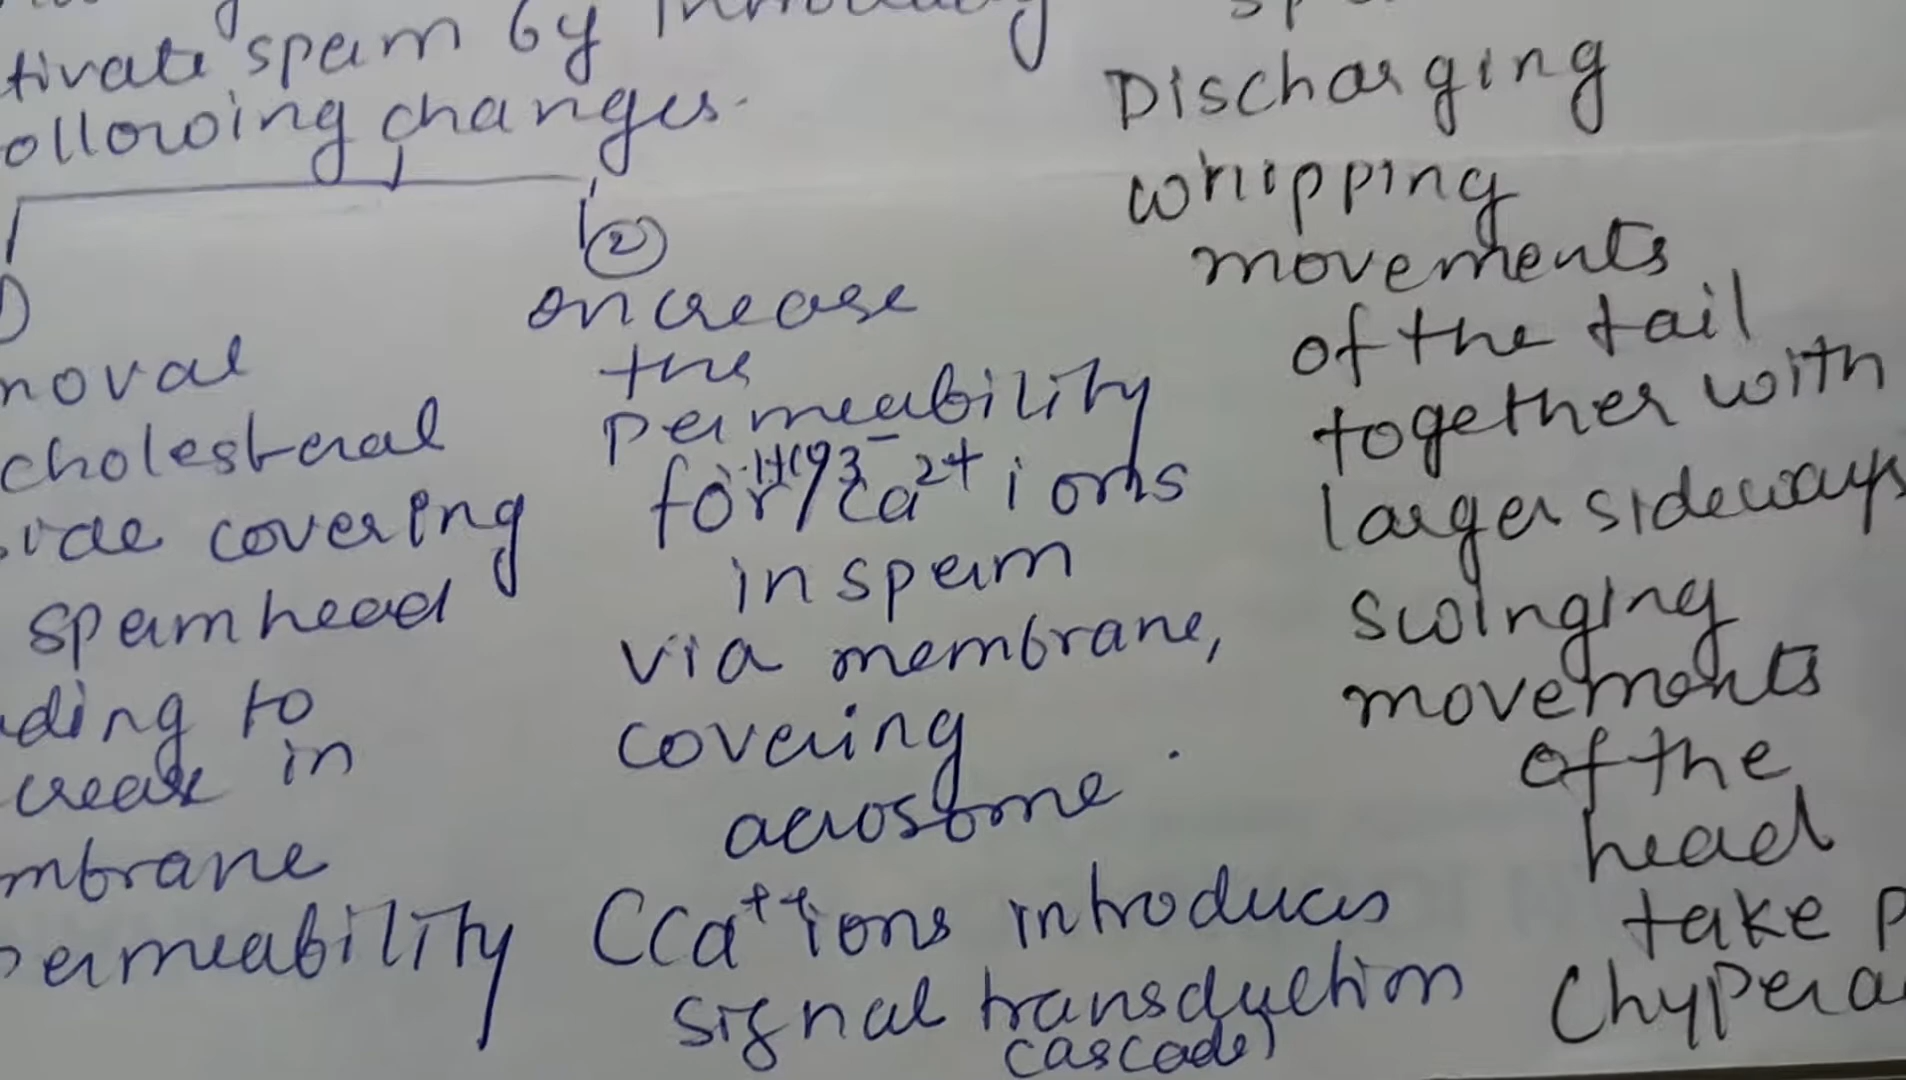 tivate sperm by
ollowing changes.
②
increase
the
permeability
for HCO3⁻/Ca²⁺ ions
in sperm
via membrane,
covering
acrosome.
(Ca⁺⁺ ions introduces
signal transduction
cascade)
noval
cholesteral
covering
spermhead
ding to
crease in
mbrane
permeability
Discharging
whipping
movements
of the tail
together with
larger sideways
swinging
movements
of the
head
take p
(hypera